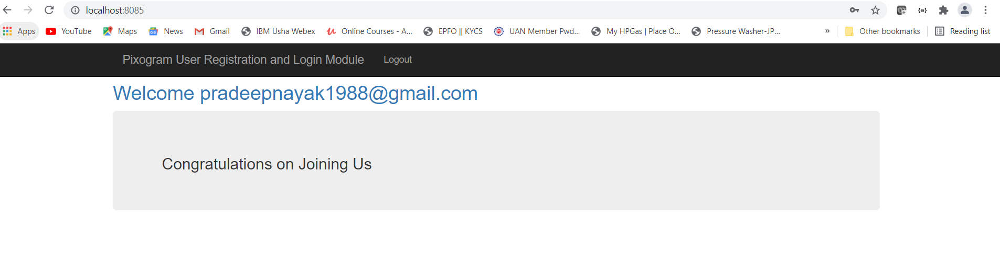 localhost:8085
Apps YouTube Maps News Gmail IBM Usha Webex Online Courses - A... EPFO || KYCS UAN Member Pwd... My HPGas | Place O... Pressure Washer-JP... » Other bookmarks Reading list
Pixogram User Registration and Login Module Logout
Welcome pradeepnayak1988@gmail.com
Congratulations on Joining Us